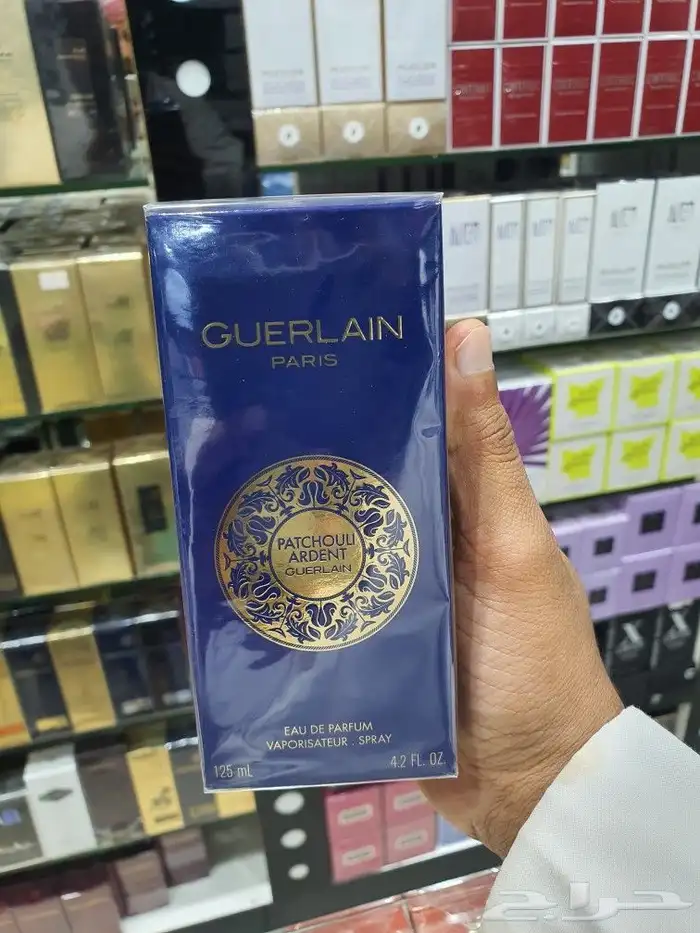 GUERLAIN
PARIS
PATCHOULI
ARDENT
GUERLAIN
EAU DE PARFUM
VAPORISATEUR . SPRAY
125 mL 4.2 FL. OZ
حراج